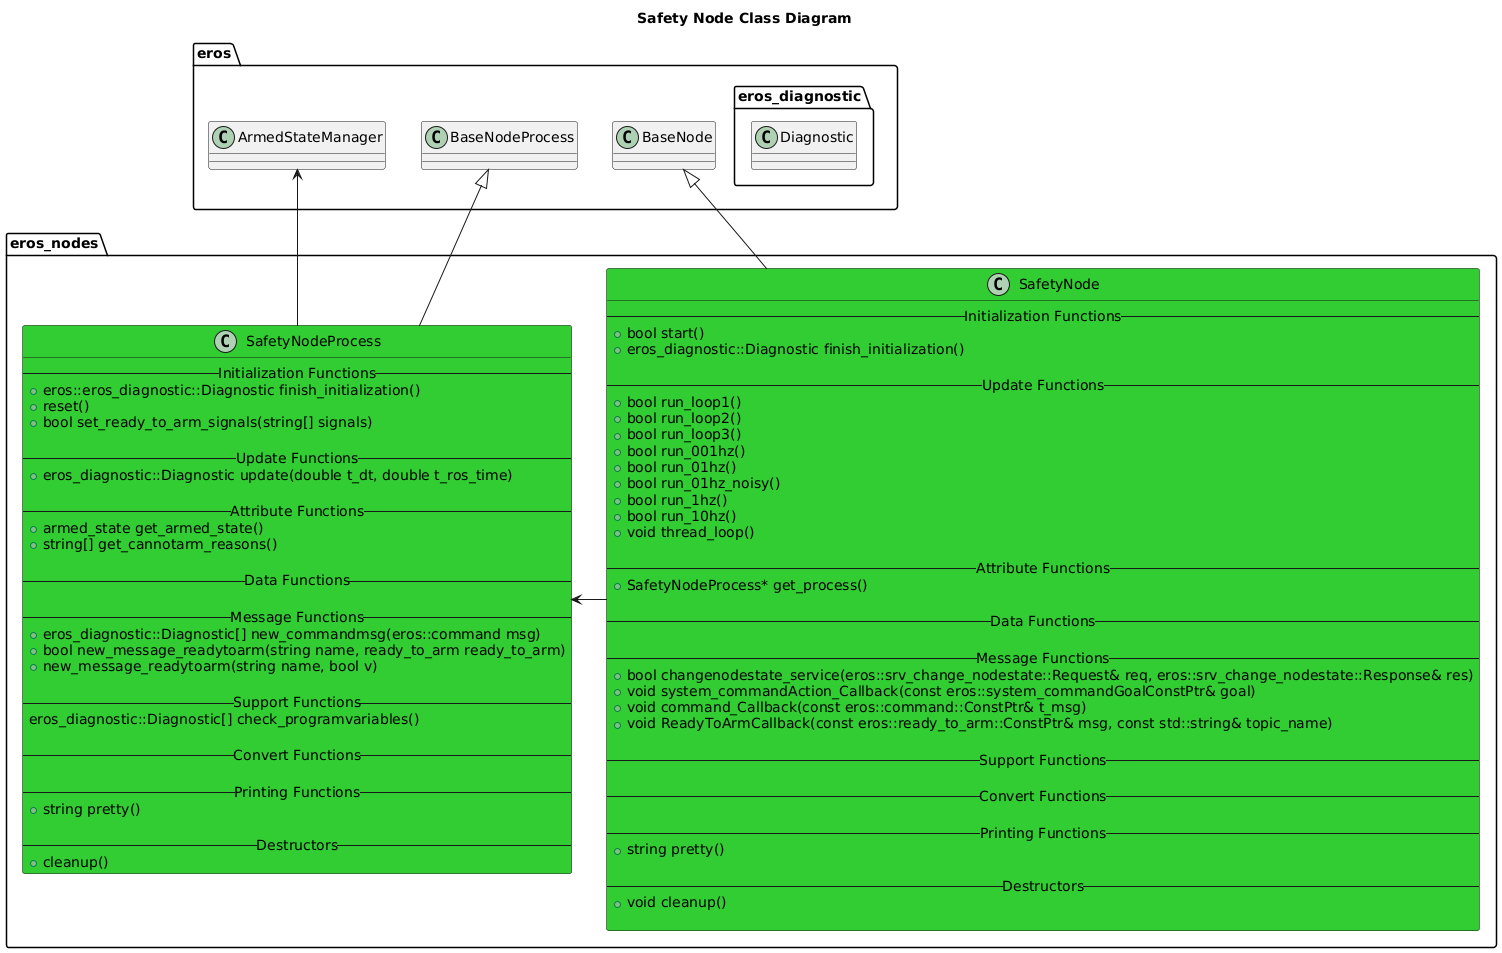 Safety Node Class Diagram
eros
eros_diagnostic
C ArmedStateManager
C BaseNodeProcess
C BaseNode
C Diagnostic
eros_nodes
C SafetyNodeProcess
Initialization Functions
eros::eros_diagnostic::Diagnostic finish_initialization()
reset()
bool set_ready_to_arm_signals(string[] signals)
Update Functions
eros_diagnostic::Diagnostic update(double t_dt, double t_ros_time)
Attribute Functions
armed_state get_armed_state()
string[] get_cannotarm_reasons()
Data Functions
Message Functions
eros_diagnostic::Diagnostic[] new_commandmsg(eros::command msg)
bool new_message_readytoarm(string name, ready_to_arm ready_to_arm)
new_message_readytoarm(string name, bool v)
Support Functions
eros_diagnostic::Diagnostic[] check_programvariables()
Convert Functions
Printing Functions
string pretty()
Destructors
cleanup()
C SafetyNode
Initialization Functions
bool start()
eros_diagnostic::Diagnostic finish_initialization()
Update Functions
bool run_loop1()
bool run_loop2()
bool run_loop3()
bool run_001hz()
bool run_01hz()
bool run_01hz_noisy()
bool run_1hz()
bool run_10hz()
void thread_loop()
Attribute Functions
SafetyNodeProcess* get_process()
Data Functions
Message Functions
bool changenodestate_service(eros::srv_change_nodestate::Request& req, eros::srv_change_nodestate::Response& res)
void system_commandAction_Callback(const eros::system_commandGoalConstPtr& goal)
void command_Callback(const eros::command::ConstPtr& t_msg)
void ReadyToArmCallback(const eros::ready_to_arm::ConstPtr& msg, const std::string& topic_name)
Support Functions
Convert Functions
Printing Functions
string pretty()
Destructors
void cleanup()